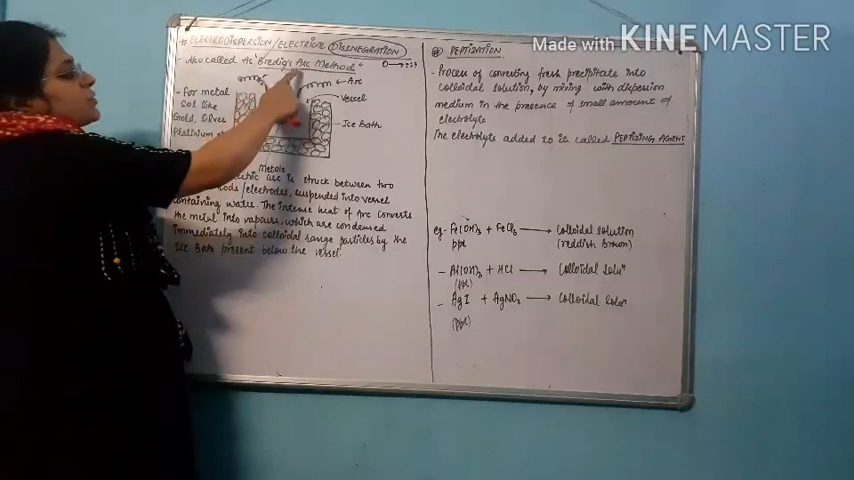 Made with KINEMASTER
# ELECTRODISPERSION/ELECTRICAL DISINEGRATION
- Also called As "Bredig's Arc Method"
Arc
- For metal
sol like
Gold, Silver
Platinum
Vessel
Ice Bath
Metals
arc is struck between two
rods/electrodes, suspended into vessel
containing water. The intense heat of Arc converts
the metal into vapours, which are condensed
immediately into colloidal range particles by the
Ice Bath present below the vessel.
PEPTIZATION
- Process of converting fresh precipitate into
colloidal solution, by mixing with dispersion
medium in the presence of small amount of
electrolyte
The electrolyte added to it called PEPTISING AGENT
eg- Fe(OH)3 + FeCl3 → Colloidal Solution
ppt (reddish Brown)
- Al(OH)3 + HCl → Colloidal Solun
(ppt)
- AgI + AgNO3 → Colloidal Soln
(ppt)